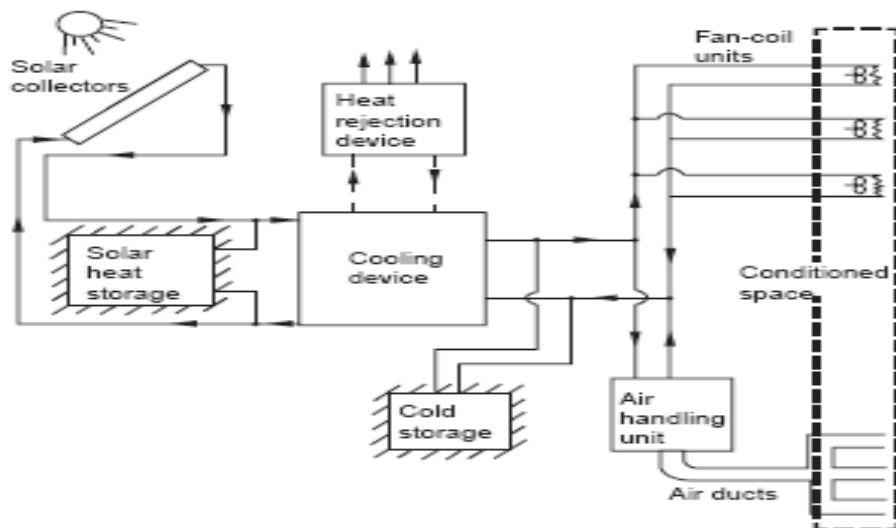 Solar
collectors
Heat
rejection
device
Fan-coil
units
Solar
heat
storage
Cooling
device
Conditioned
space
Cold
storage
Air
handling
unit
Air ducts